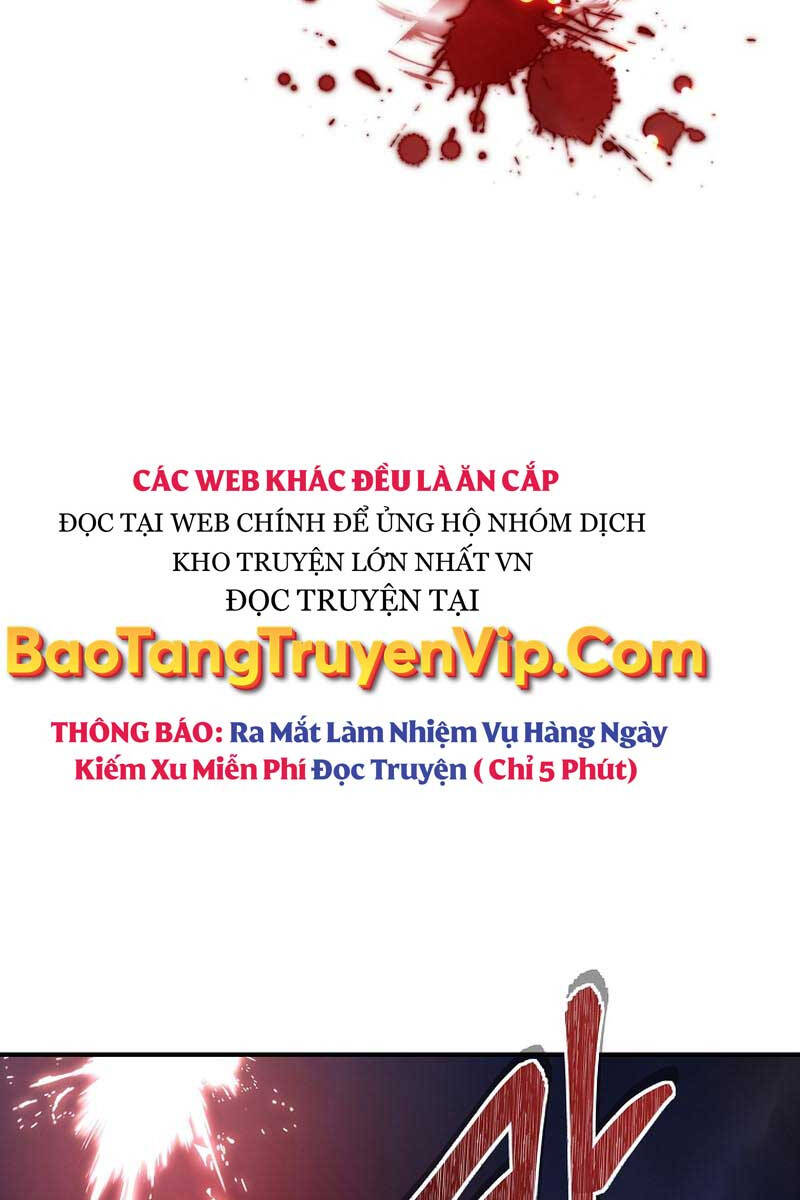 CÁC WEB KHÁC ĐỀU LÀ ĂN CẮP
ĐỌC TẠI WEB CHÍNH ĐỂ ỦNG HỘ NHÓM DỊCH
KHO TRUYỆN LỚN NHẤT VN
ĐỌC TRUYỆN TẠI
BaoTangTruyenVip.Com
THÔNG BÁO: Ra Mắt Làm Nhiệm Vụ Hàng Ngày
Kiếm Xu Miễn Phí Đọc Truyện ( Chỉ 5 Phút)